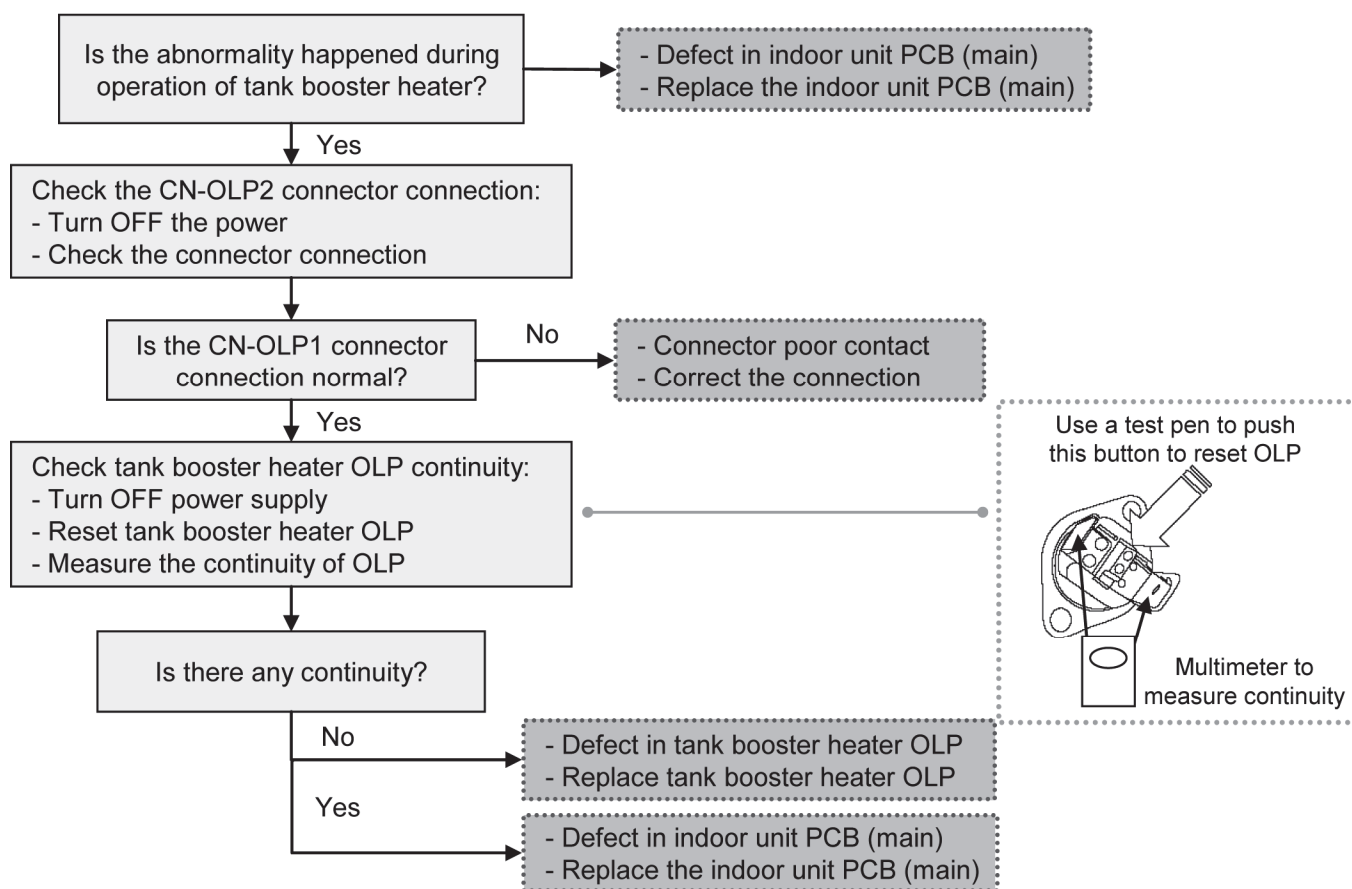 Is the abnormality happened during
operation of tank booster heater?
- Defect in indoor unit PCB (main)
- Replace the indoor unit PCB (main)
Yes
Check the CN-OLP2 connector connection:
- Turn OFF the power
- Check the connector connection
Is the CN-OLP1 connector
connection normal?
No
- Connector poor contact
- Correct the connection
Yes
Check tank booster heater OLP continuity:
- Turn OFF power supply
- Reset tank booster heater OLP
- Measure the continuity of OLP
Use a test pen to push
this button to reset OLP
Multimeter to
measure continuity
Is there any continuity?
No
- Defect in tank booster heater OLP
- Replace tank booster heater OLP
Yes
- Defect in indoor unit PCB (main)
- Replace the indoor unit PCB (main)